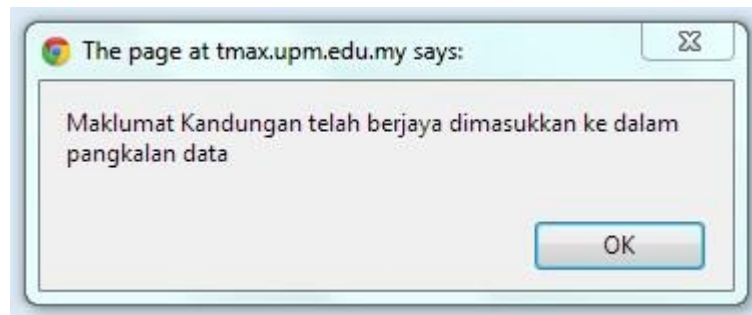 The page at tmax.upm.edu.my says:
Maklumat Kandungan telah berjaya dimasukkan ke dalam
pangkalan data
OK